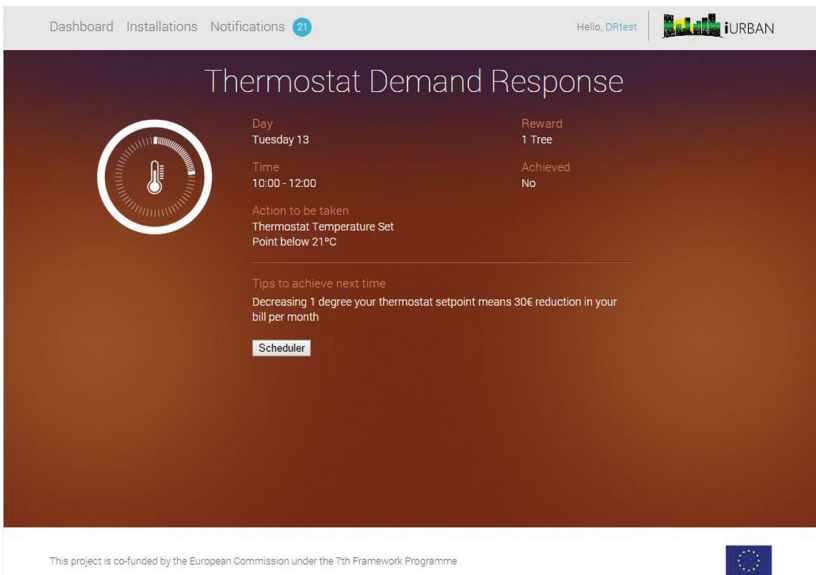 Dashboard Installations Notifications 21
Hello, DRtest
iURBAN
Thermostat Demand Response
Day
Tuesday 13
Reward
1 Tree
Time
10:00 - 12:00
Achieved
No
Action to be taken
Thermostat Temperature Set
Point below 21ºC
Tips to achieve next time
Decreasing 1 degree your thermostat setpoint means 30€ reduction in your
bill per month
Scheduler
This project is co-funded by the European Commission under the 7th Framework Programme